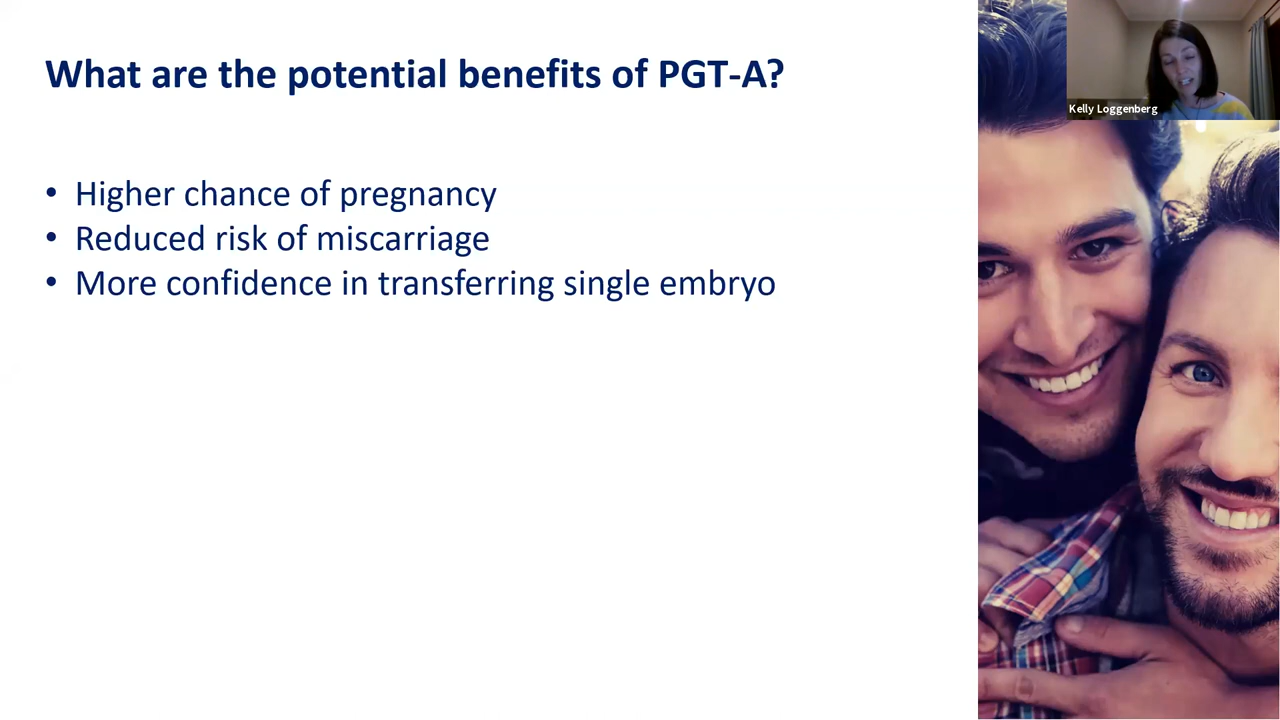 What are the potential benefits of PGT-A?
Kelly Loggenberg
• Higher chance of pregnancy
• Reduced risk of miscarriage
• More confidence in transferring single embryo